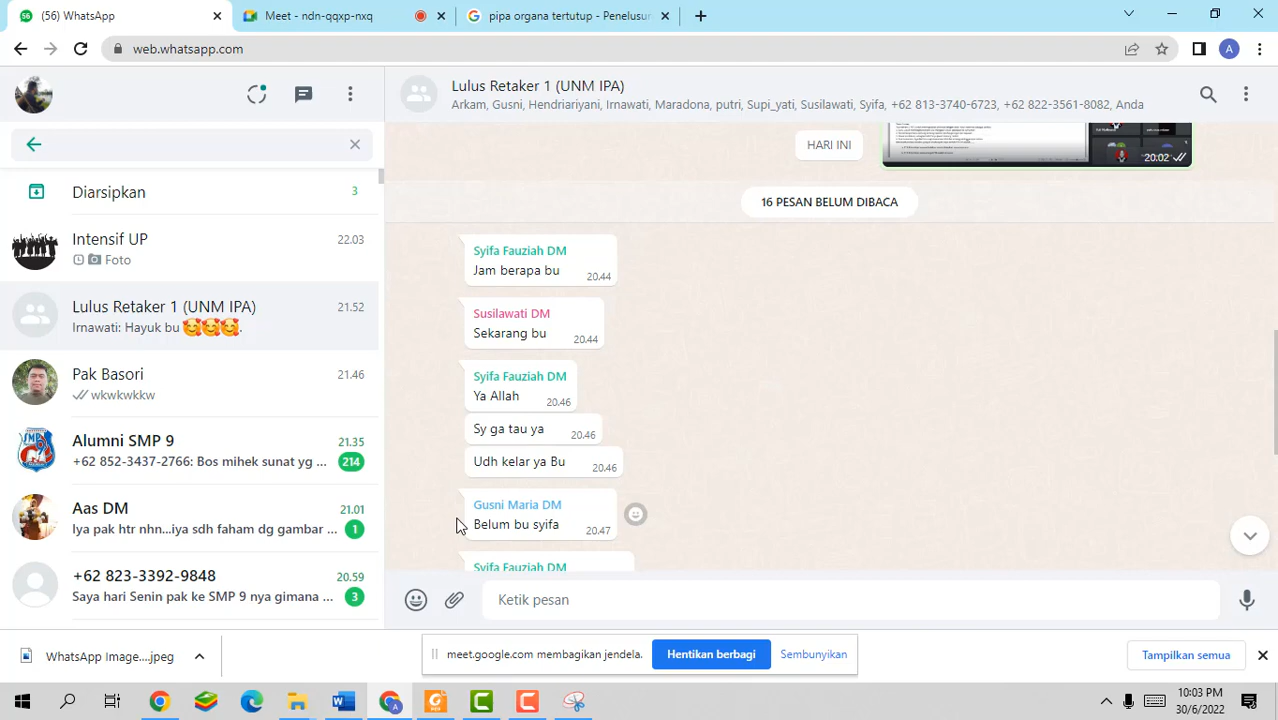 (56) WhatsApp
Meet - ndn-qqxp-nxq
pipa organa tertutup - Penelusur
web.whatsapp.com
A
Lulus Retaker 1 (UNM IPA)
Arkam, Gusni, Hendriariyani, Irnawati, Maradona, putri, Supi_yati, Susilawati, Syifa, +62 813-3740-6723, +62 822-3561-8082, Anda
Diarsipkan
3
Intensif UP
22.03
Foto
Lulus Retaker 1 (UNM IPA)
21.52
Irnawati: Hayuk bu 🥰🥰🥰.
Pak Basori
21.46
wkwkwkkw
Alumni SMP 9
21.35
+62 852-3437-2766: Bos mihek sunat yg ...
214
Aas DM
21.01
Iya pak htr nhn...iya sdh faham dg gambar ...
1
+62 823-3392-9848
20.59
Saya hari Senin pak ke SMP 9 nya gimana ...
3
HARI INI
20:02
16 PESAN BELUM DIBACA
Syifa Fauziah DM
Jam berapa bu
20.44
Susilawati DM
Sekarang bu
20.44
Syifa Fauziah DM
Ya Allah
20.46
Sy ga tau ya
20.46
Udh kelar ya Bu
20.46
Gusni Maria DM
Belum bu syifa
20.47
Syifa Fauziah DM
Ketik pesan
WhatsApp Image....jpeg
meet.google.com membagikan jendela.
Hentikan berbagi
Sembunyikan
Tampilkan semua
10:03 PM
30/6/2022